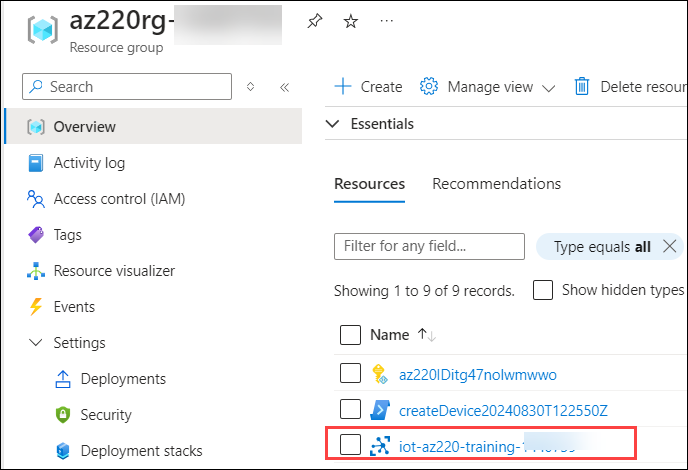 az220rg-
Resource group
Search
Overview
Activity log
Access control (IAM)
Tags
Resource visualizer
Events
Settings
Deployments
Security
Deployment stacks
Create
Manage view
Delete resour
Essentials
Resources
Recommendations
Filter for any field...
Type equals all
Showing 1 to 9 of 9 records.
Show hidden types
Name
az220IDitg47nolwmwwo
createDevice20240830T122550Z
iot-az220-training-